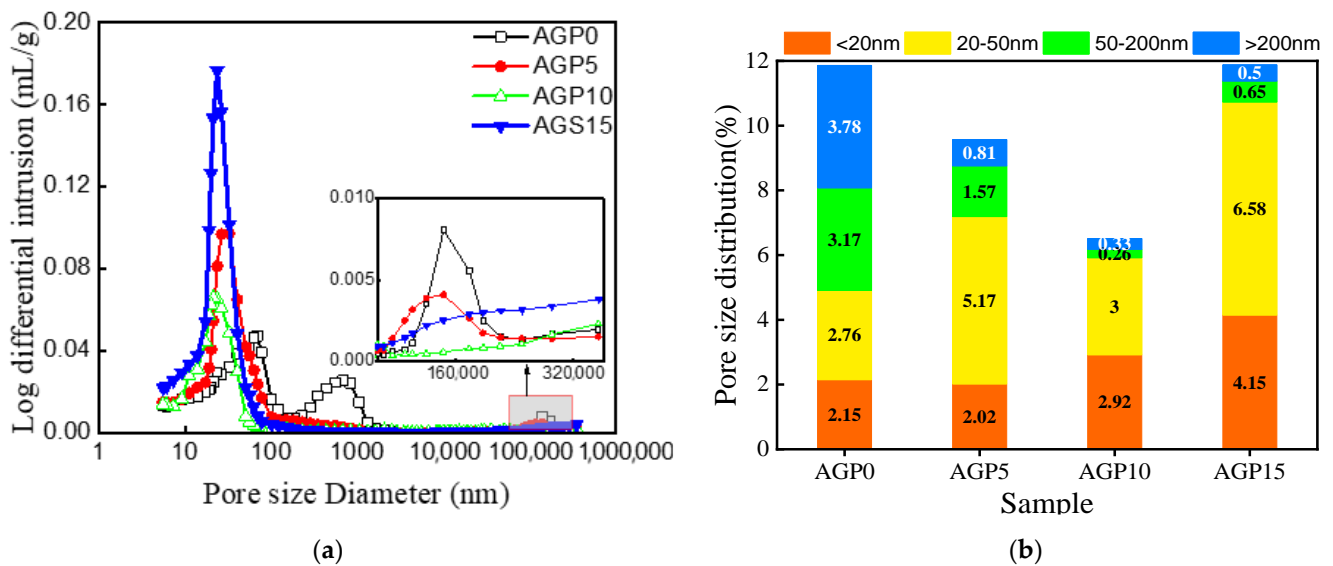 0.20
0.16
0.12
0.08
0.04
0.00
Log differential intrusion (mL/g)
AGP0
AGP5
AGP10
AGS15
0.010
0.005
0.000
160,000
320,000
1
10
100
1000
10,000
100,000
1,000,000
Pore size Diameter (nm)
(a)
<20nm
20-50nm
50-200nm
>200nm
12
10
8
6
4
2
0
Pore size distribution(%)
3.78
3.17
2.76
2.15
0.81
1.57
5.17
2.02
0.33
0.26
3
2.92
0.5
0.65
6.58
4.15
AGP0
AGP5
AGP10
AGP15
Sample
(b)